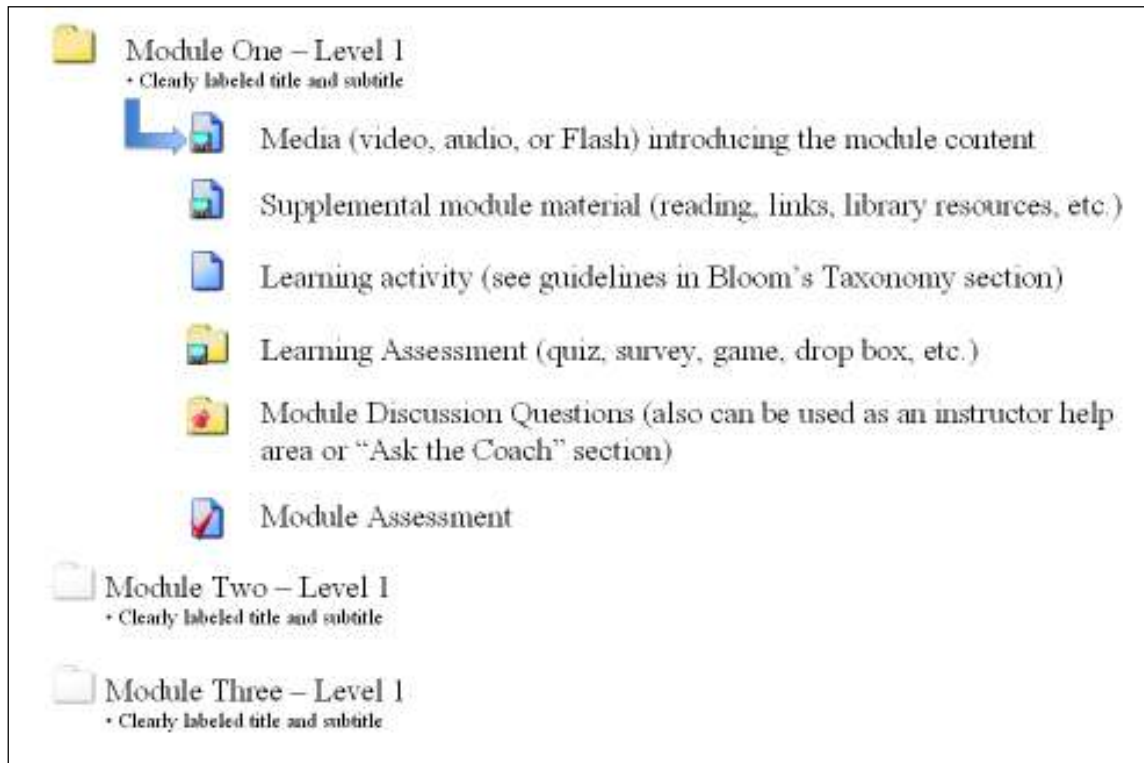 Module One – Level 1
• Clearly labeled title and subtitle
Media (video, audio, or Flash) introducing the module content
Supplemental module material (reading, links, library resources, etc.)
Learning activity (see guidelines in Bloom's Taxonomy section)
Learning Assessment (quiz, survey, game, drop box, etc.)
Module Discussion Questions (also can be used as an instructor help
area or “Ask the Coach” section)
Module Assessment
Module Two – Level 1
• Clearly labeled title and subtitle
Module Three – Level 1
• Clearly labeled title and subtitle